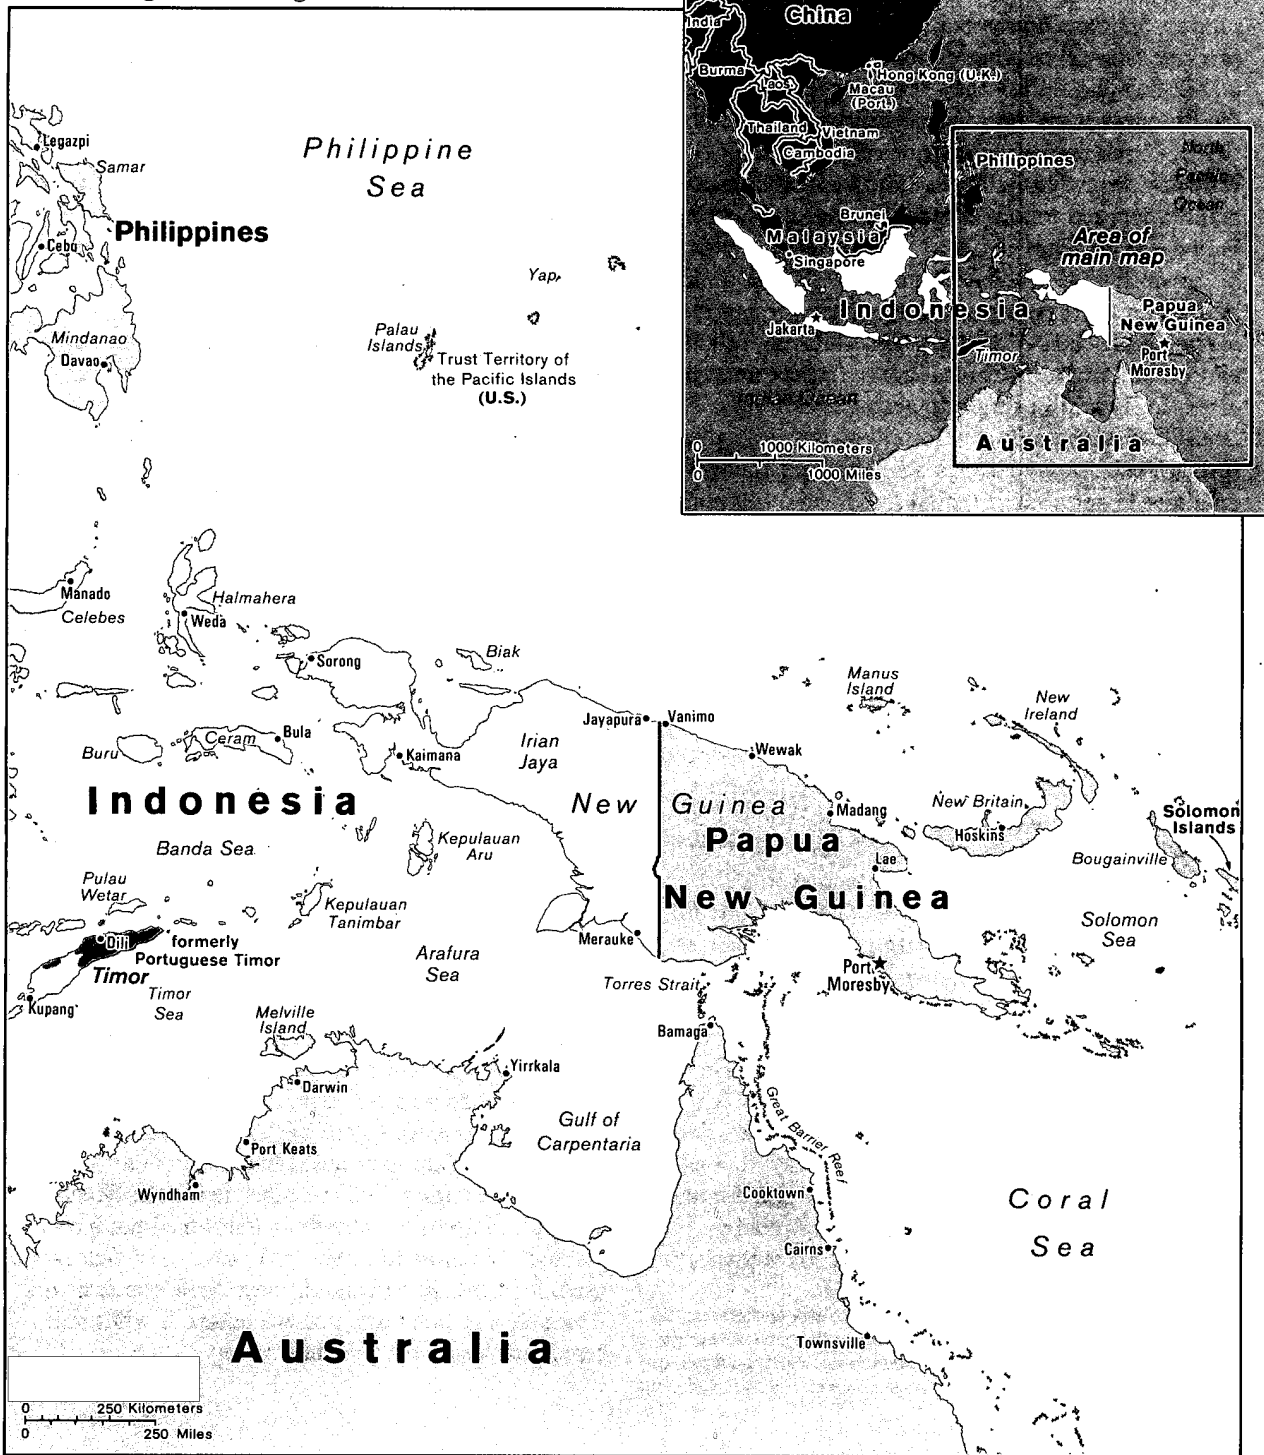 China
India
Burma
Laos
Hong Kong (U.K.)
Macau
(Port.)
Thailand
Vietnam
Cambodia
Philippines
North
Pacific
Ocean
Brunei
Malaysia
Singapore
Area of
main map
Indonesia
Jakarta
Papua
New Guinea
Timor
Port
Moresby
Indian Ocean
Australia
0 1000 Kilometers
0 1000 Miles
Legazpi
Samar
Philippine
Sea
Philippines
Cebu
Yap
Mindanao
Davao
Palau
Islands
Trust Territory of
the Pacific Islands
(U.S.)
Manado
Celebes
Halmahera
Weda
Sorong
Biak
Manus
Island
New
Ireland
Jayapura
Vanimo
Buru
Ceram
Bula
Kaimana
Irian
Jaya
Wewak
Indonesia
New Guinea
Madang
New Britain
Hoskins
Solomon
Islands
Banda Sea
Kepulauan
Aru
Papua
New Guinea
Lae
Bougainville
Pulau
Wetar
Kepulauan
Tanimbar
Dili
formerly
Portuguese Timor
Timor
Merauke
Arafura
Sea
Solomon
Sea
Kupang
Timor
Sea
Torres Strait
Port
Moresby
Melville
Island
Bamaga
Darwin
Yirrkala
Gulf of
Carpentaria
Great Barrier Reef
Port Keats
Wyndham
Cooktown
Coral
Sea
Cairns
Townsville
Australia
0 250 Kilometers
0 250 Miles